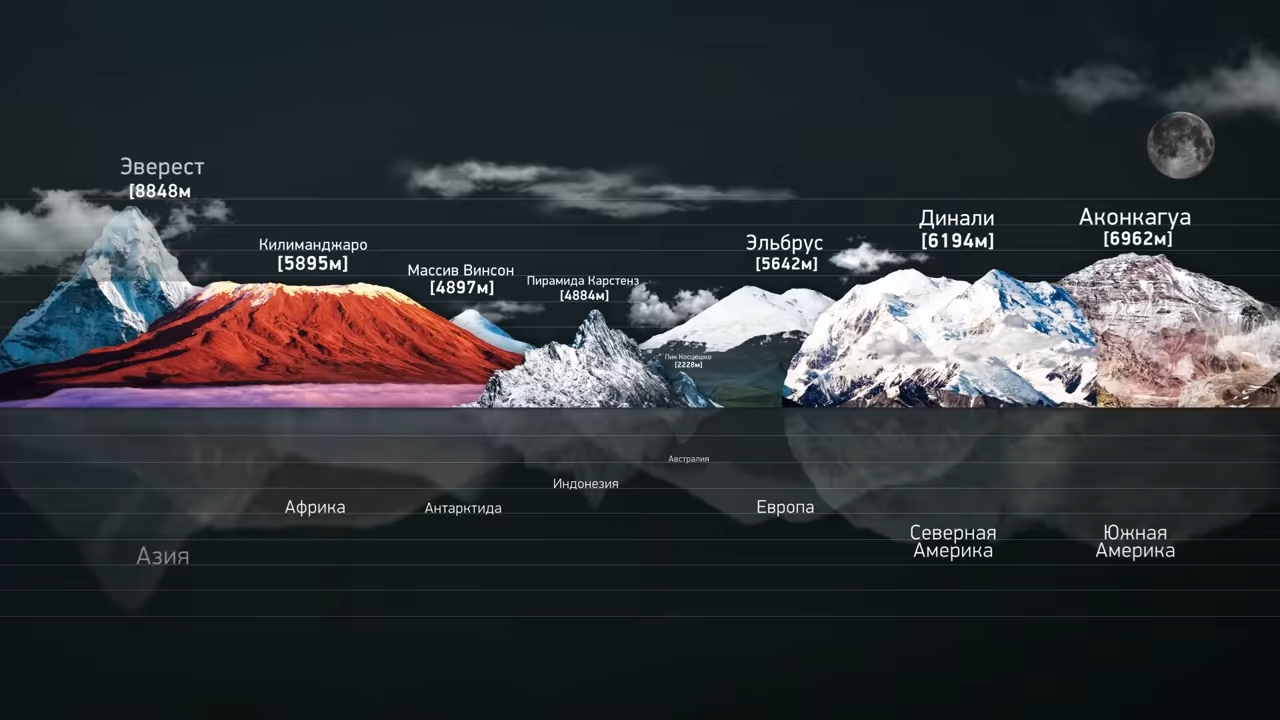 Эверест
[8848м
Килиманджаро
[5895м]
Массив Винсон
[4897м]
Пирамида Карстенз
[4884м]
Пик Косцюшко
[2228м]
Эльбрус
[5642м]
Динали
[6194м]
Аконкагуа
[6962м]
Азия
Африка
Антарктида
Индонезия
Австралия
Европа
Северная
Америка
Южная
Америка